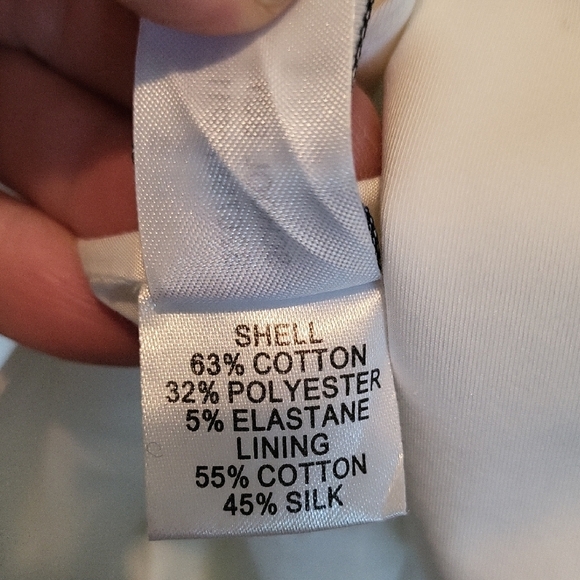 SHELL
63% COTTON
32% POLYESTER
5% ELASTANE
LINING
55% COTTON
45% SILK